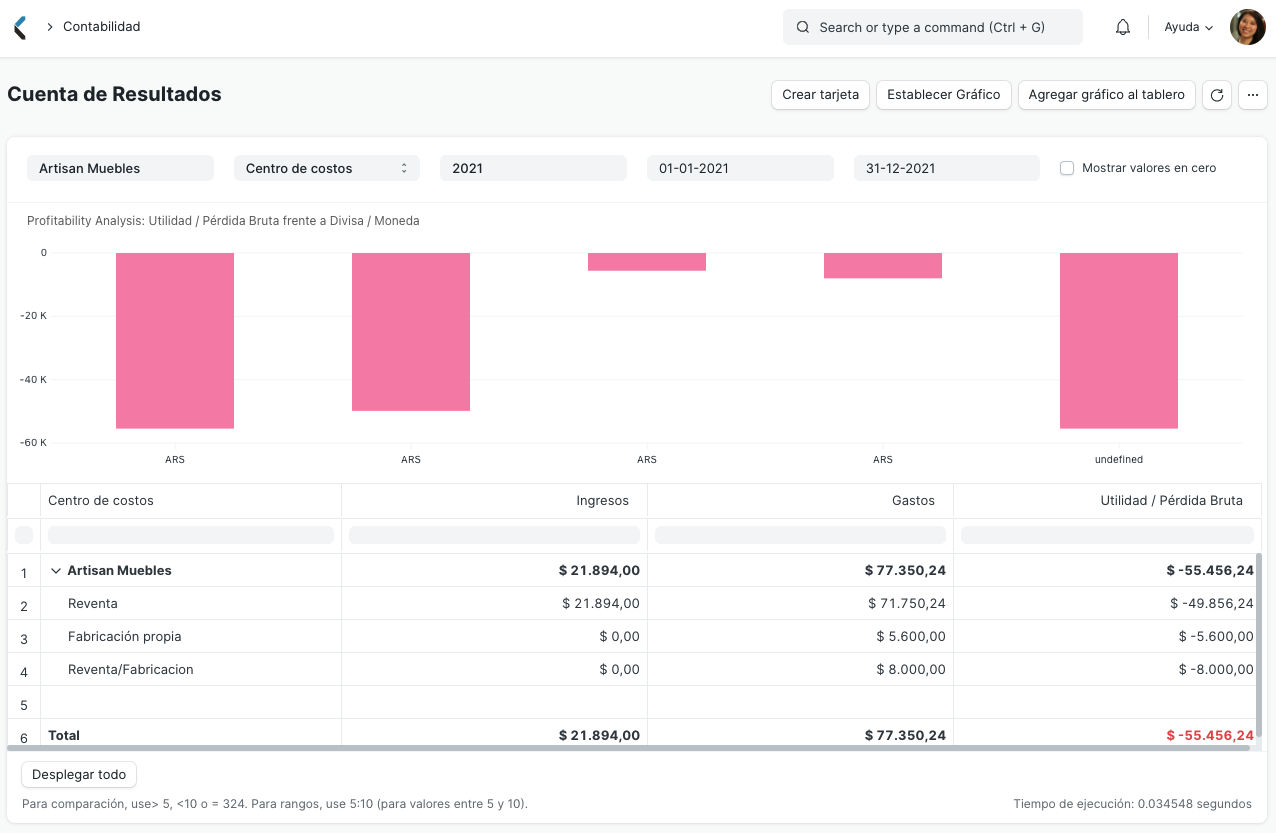 Contabilidad
Search or type a command (Ctrl + G)
Ayuda
Cuenta de Resultados
Crear tarjeta
Establecer Gráfico
Agregar gráfico al tablero
Artisan Muebles
Centro de costos
2021
01-01-2021
31-12-2021
Mostrar valores en cero
Profitability Analysis: Utilidad / Pérdida Bruta frente a Divisa / Moneda
0
-20 K
-40 K
-60 K
ARS
ARS
ARS
ARS
undefined
Centro de costos Ingresos Gastos Utilidad / Pérdida Bruta
1 Artisan Muebles $ 21.894,00 $ 77.350,24 $ -55.456,24
2 Reventa $ 21.894,00 $ 71.750,24 $ -49.856,24
3 Fabricación propia $ 0,00 $ 5.600,00 $ -5.600,00
4 Reventa/Fabricacion $ 0,00 $ 8.000,00 $ -8.000,00
5
6 Total $ 21.894,00 $ 77.350,24 $ -55.456,24
Desplegar todo
Para comparación, use> 5, <10 o = 324. Para rangos, use 5:10 (para valores entre 5 y 10).
Tiempo de ejecución: 0.034548 segundos